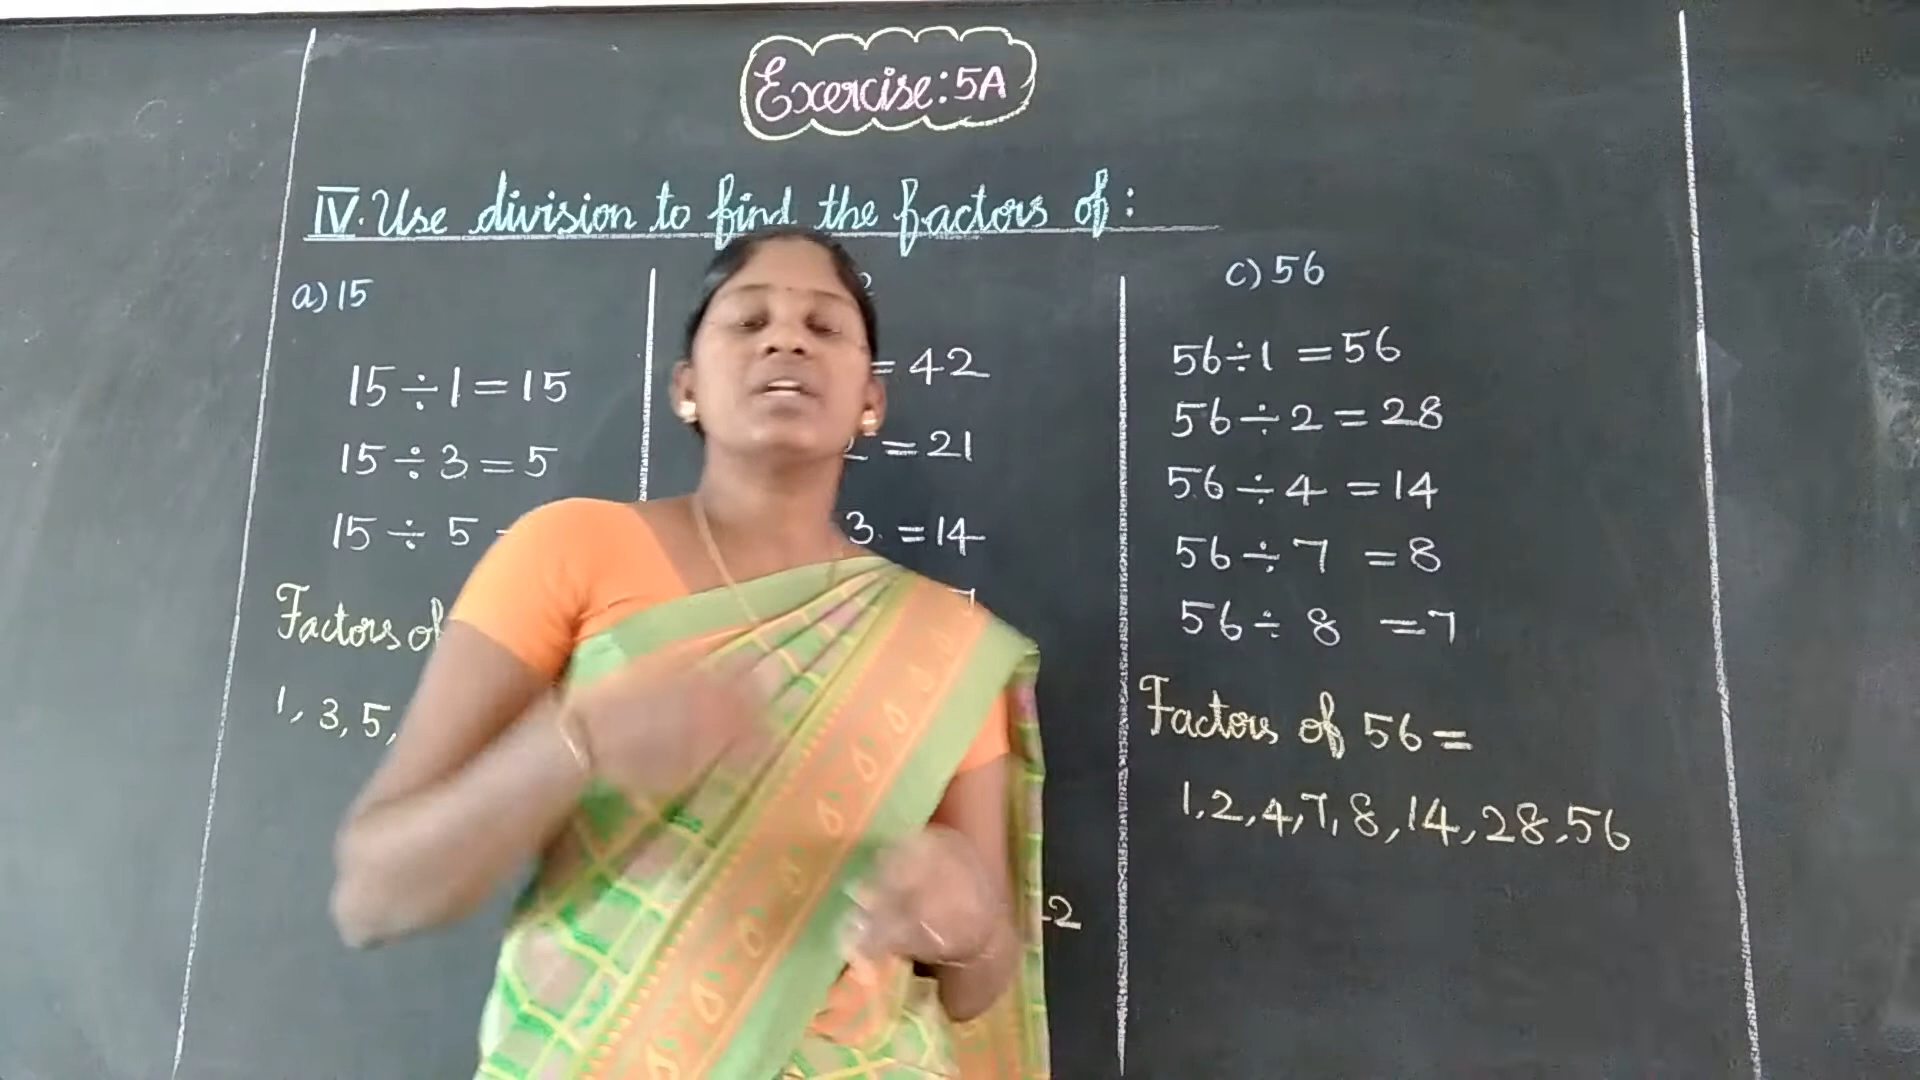 Exercise: 5A
IV. Use division to find the factors of:
a) 15
15 ÷ 1 = 15
15 ÷ 3 = 5
15 ÷ 5
Factors of
1, 3, 5,
= 42
= 21
3 = 14
c) 56
56 ÷ 1 = 56
56 ÷ 2 = 28
56 ÷ 4 = 14
56 ÷ 7 = 8
56 ÷ 8 = 7
Factors of 56 =
1, 2, 4, 7, 8, 14, 28, 56